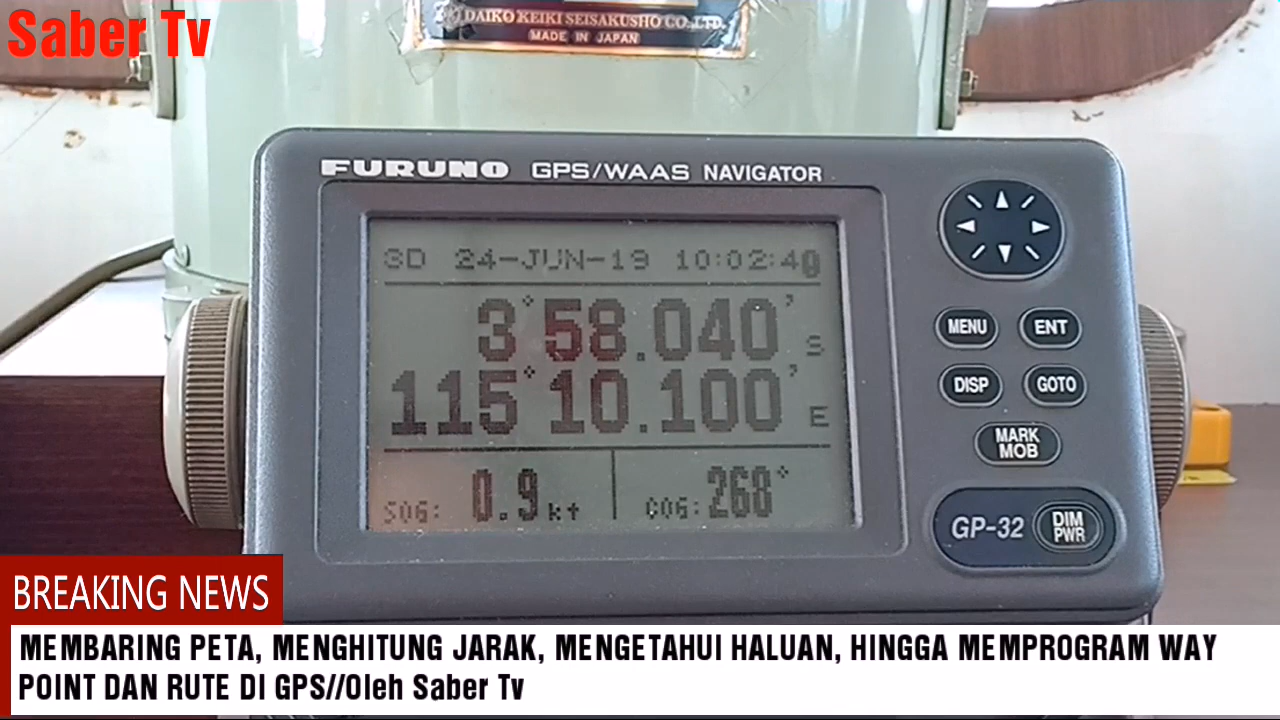 Saber Tv
DAIKO KEIKI SEISAKUSHO CO.,LTD.
MADE IN JAPAN
FURUNO GPS/WAAS NAVIGATOR
3D 24-JUN-19 10:02:40
3°58.040' S
115°10.100' E
SOG: 0.9 kt COG: 268°
MENU ENT
DISP GOTO
MARK
MOB
GP-32 DIM
PWR
BREAKING NEWS
MEMBARING PETA, MENGHITUNG JARAK, MENGETAHUI HALUAN, HINGGA MEMPROGRAM WAY
POINT DAN RUTE DI GPS//Oleh Saber Tv